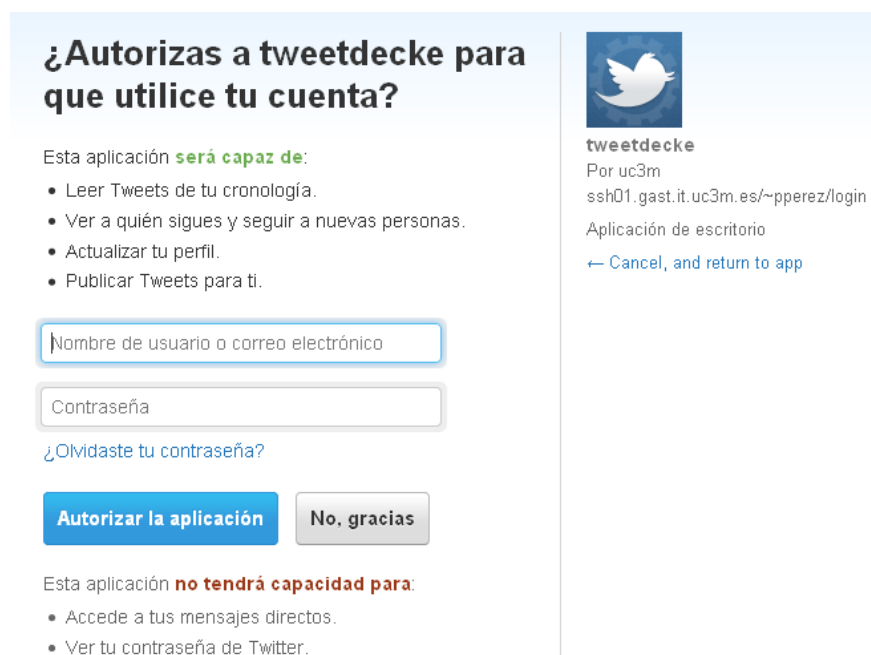 ¿Autorizas a tweetdecke para
que utilice tu cuenta?
Esta aplicación será capaz de:
• Leer Tweets de tu cronología.
• Ver a quién sigues y seguir a nuevas personas.
• Actualizar tu perfil.
• Publicar Tweets para ti.
Nombre de usuario o correo electrónico
Contraseña
¿Olvidaste tu contraseña?
Autorizar la aplicación
No, gracias
Esta aplicación no tendrá capacidad para:
• Accede a tus mensajes directos.
• Ver tu contraseña de Twitter.
tweetdecke
Por uc3m
ssh01.gast.it.uc3m.es/~pperez/login
Aplicación de escritorio
← Cancel, and return to app